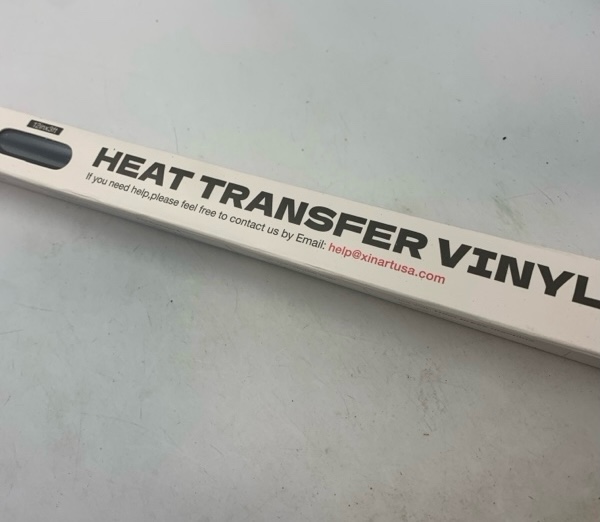 HEAT TRANSFER VINYL
If you need help,please feel free to contact us by Email: help@xinartusa.com